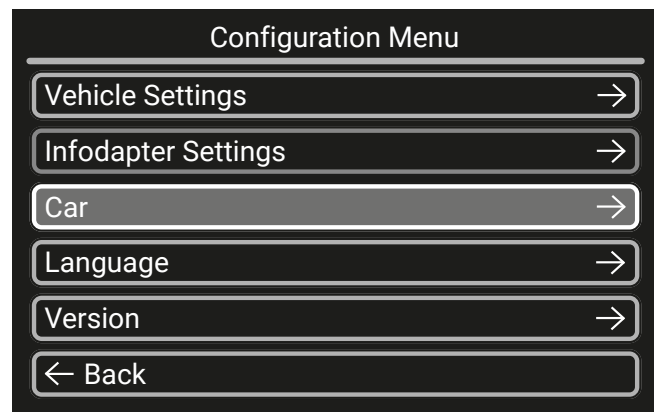 Configuration Menu
Vehicle Settings →
Infodapter Settings →
Car →
Language →
Version →
← Back